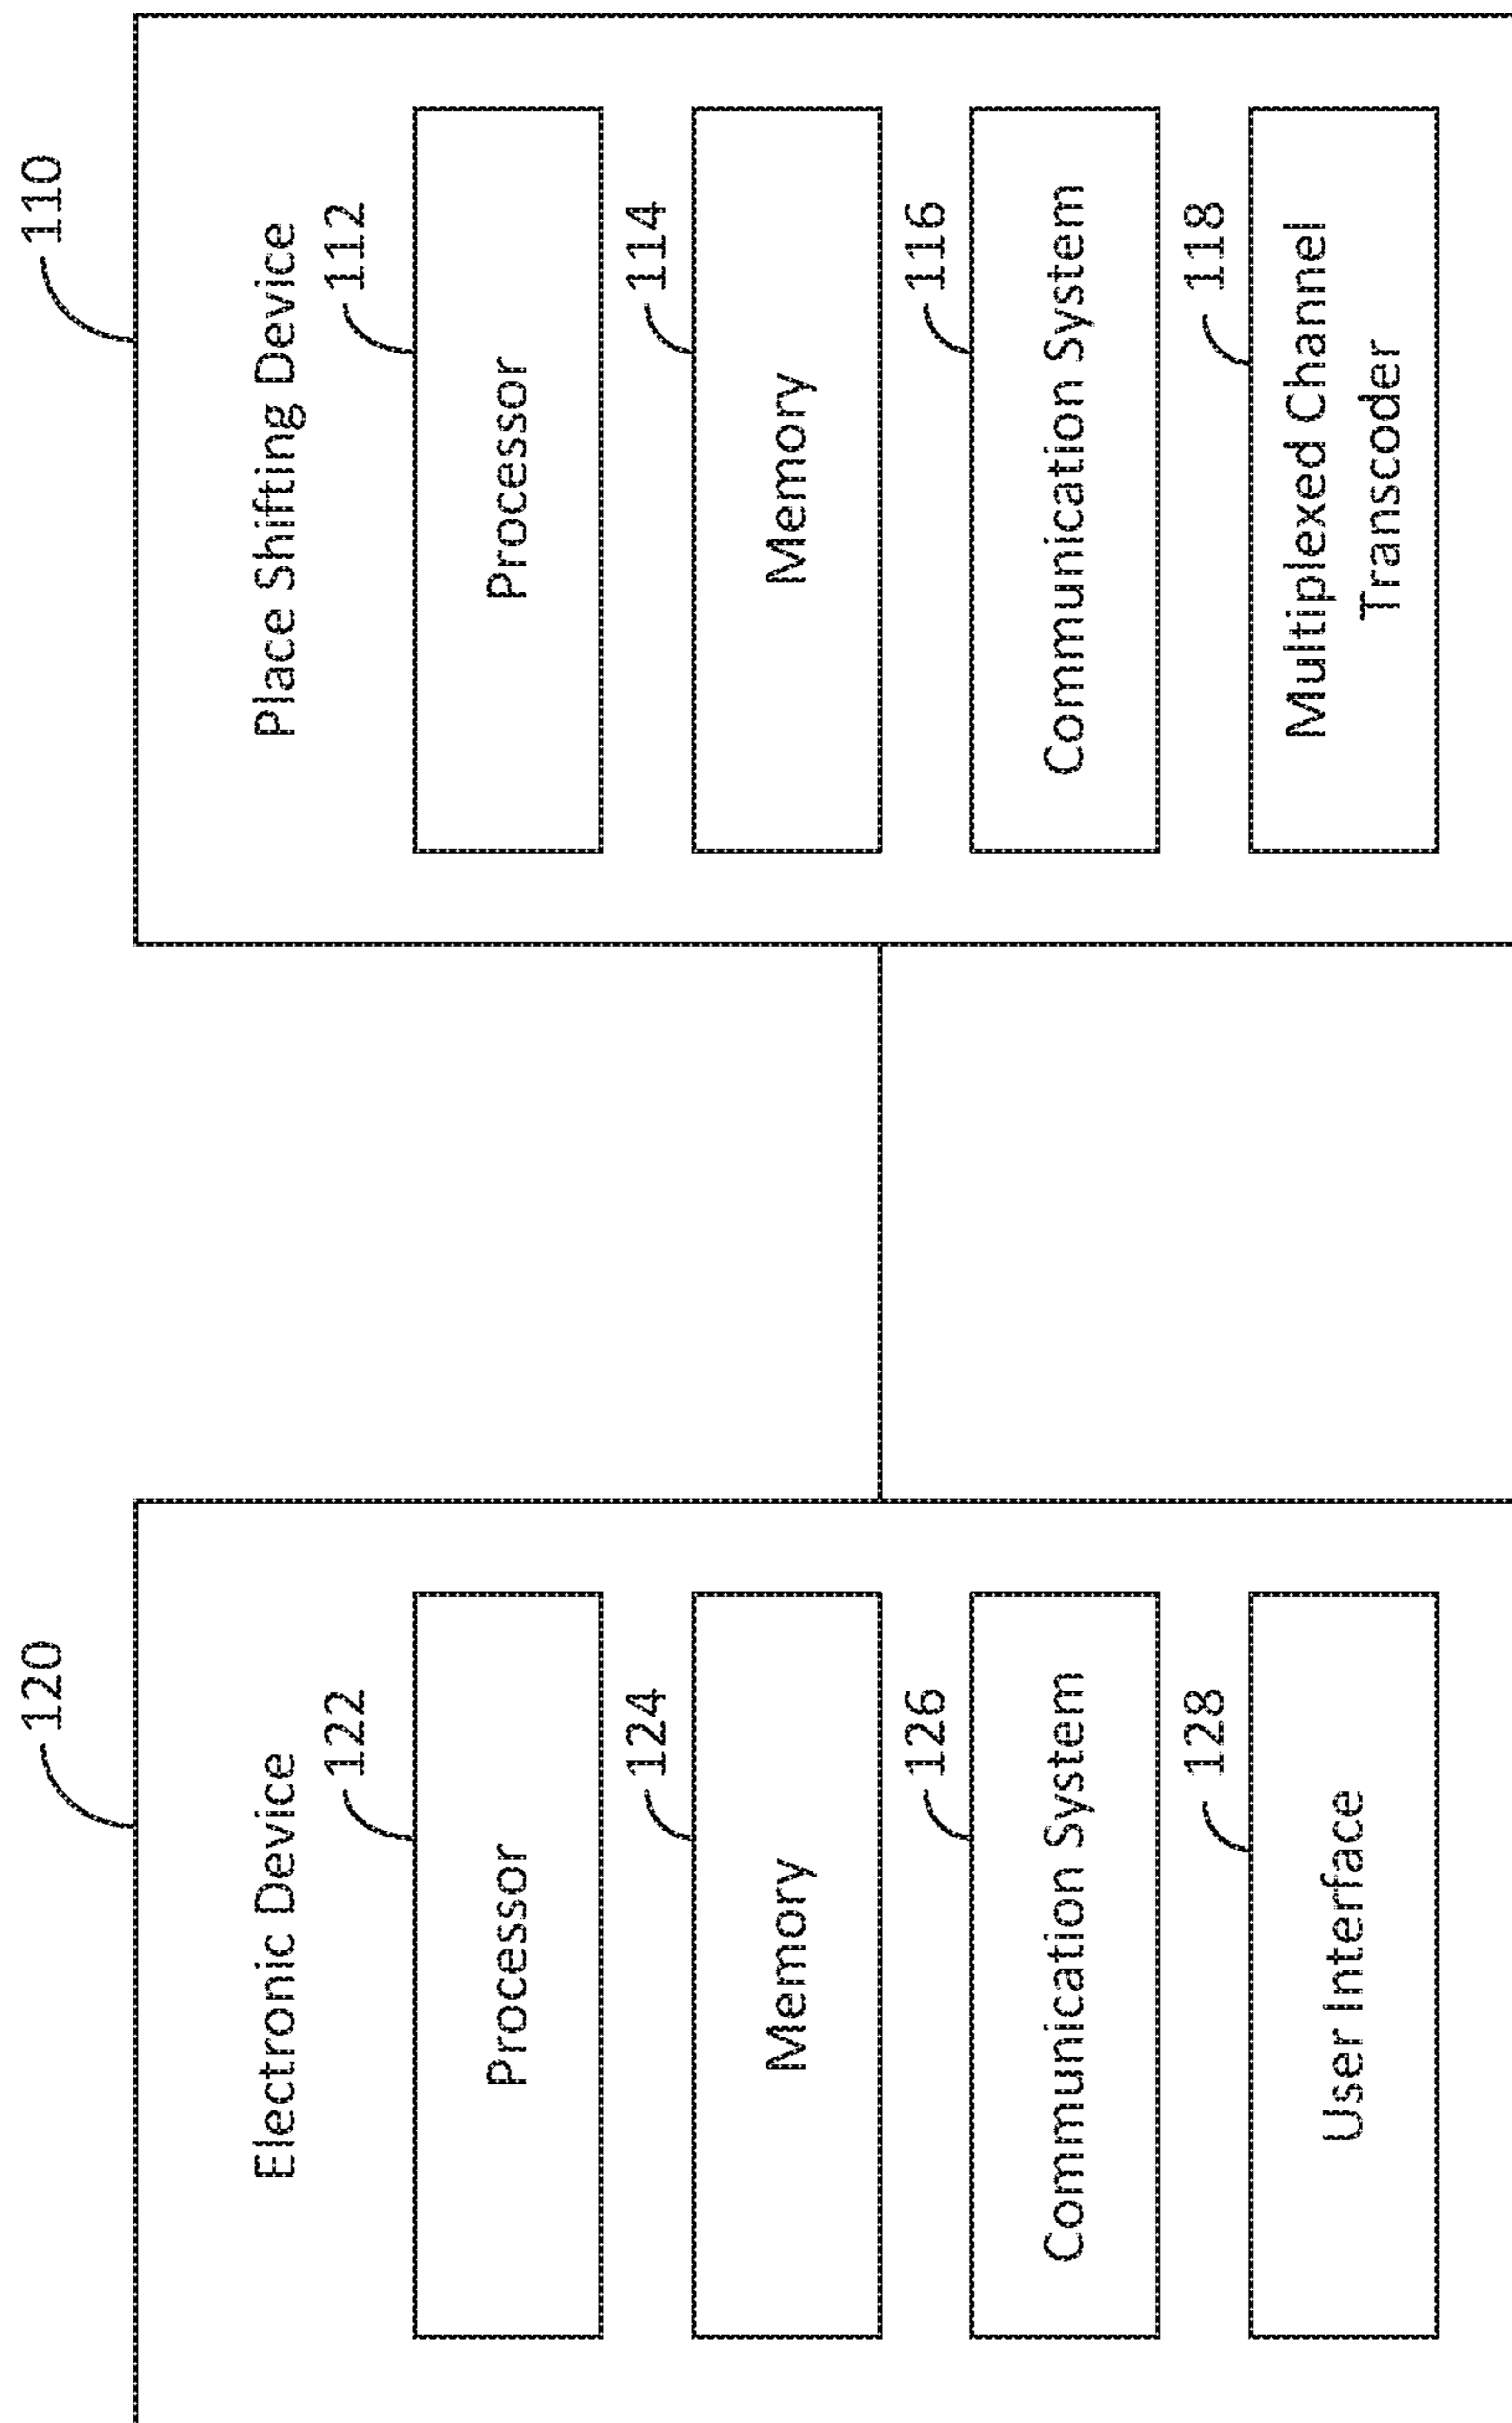 120
Electronic Device
122
Processor
124
Memory
126
Communication System
128
User Interface
110
Place Shifting Device
112
Processor
114
Memory
116
Communication System
118
Multiplexed Channel
Transcoder